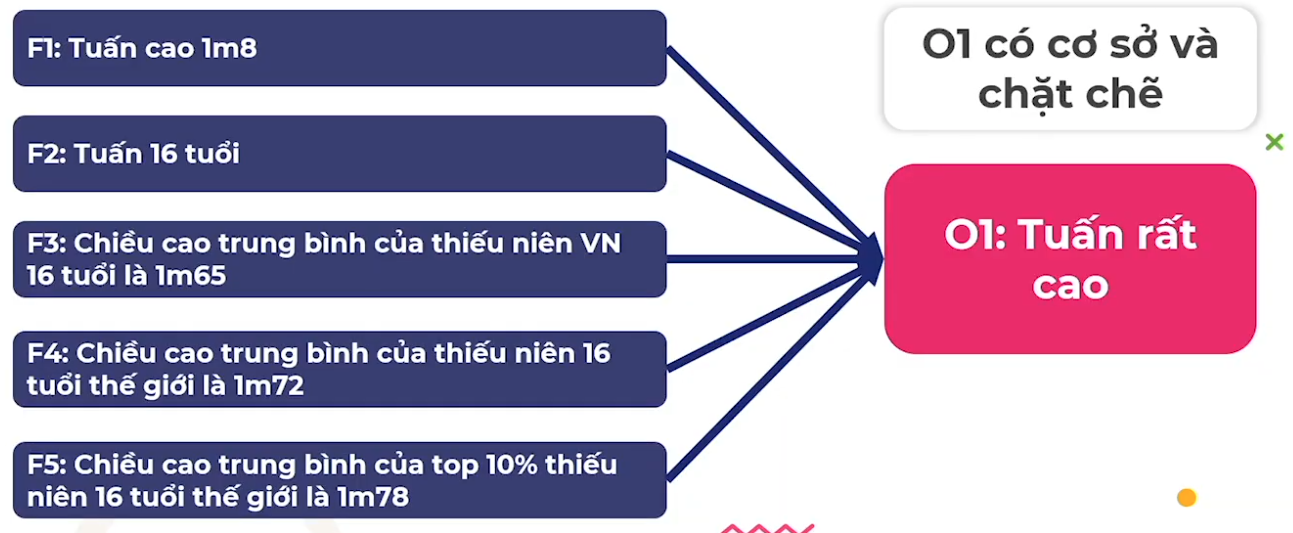 F1: Tuấn cao 1m8
F2: Tuấn 16 tuổi
F3: Chiều cao trung bình của thiếu niên VN
16 tuổi là 1m65
F4: Chiều cao trung bình của thiếu niên 16
tuổi thế giới là 1m72
F5: Chiều cao trung bình của top 10% thiếu
niên 16 tuổi thế giới là 1m78
O1 có cơ sở và
chặt chẽ
O1: Tuấn rất
cao